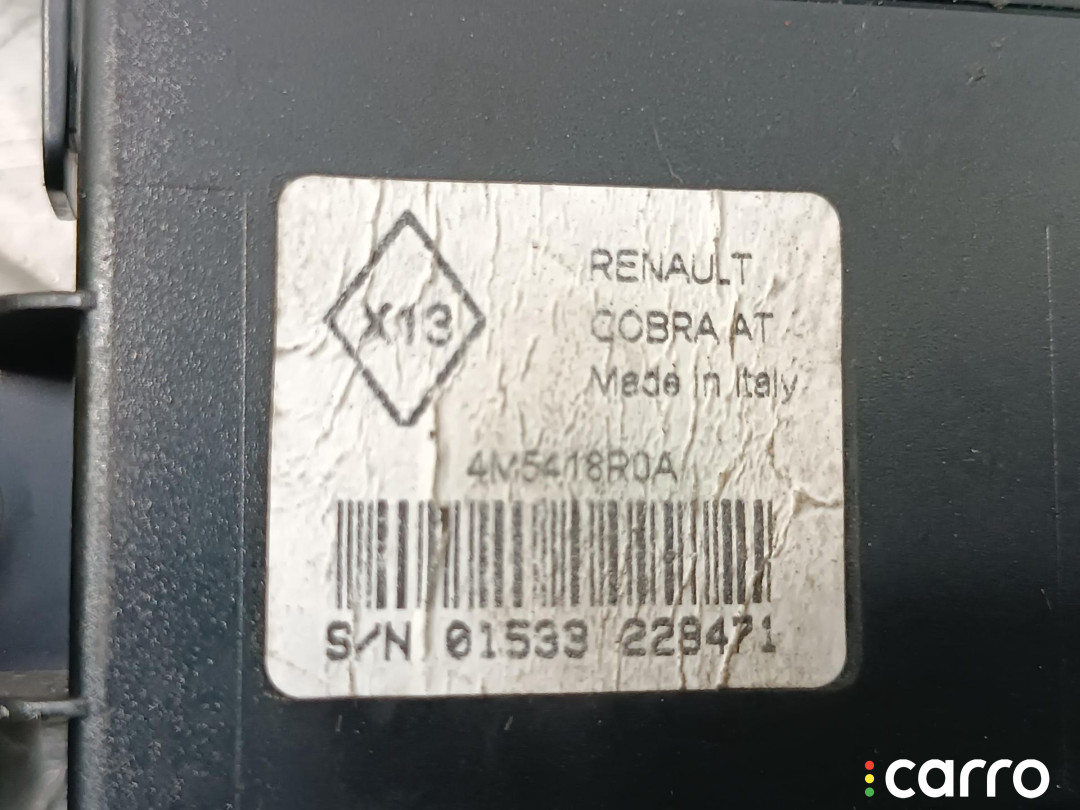 X13
RENAULT
COBRA AT
Made in Italy
4M5418R0A
S/N 01533 228471
carro